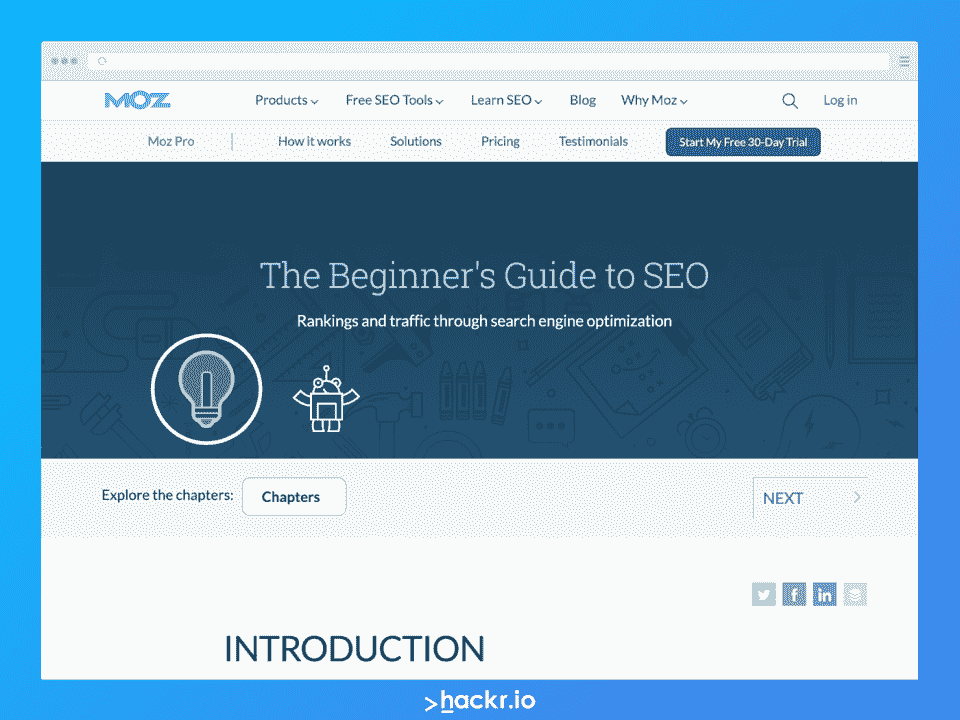 MOZ Products Free SEO Tools Learn SEO Blog Why Moz Log in
Moz Pro How it works Solutions Pricing Testimonials Start My Free 30-Day Trial
The Beginner's Guide to SEO
Rankings and traffic through search engine optimization
Explore the chapters: Chapters NEXT
INTRODUCTION
>hackr.io